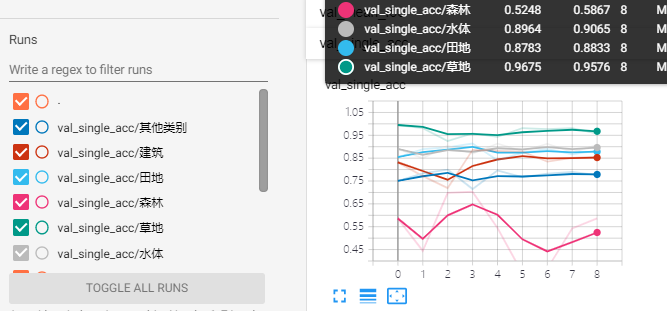 Runs
Write a regex to filter runs
.
val_single_acc/其他类别
val_single_acc/建筑
val_single_acc/田地
val_single_acc/森林
val_single_acc/草地
val_single_acc/水体
TOGGLE ALL RUNS
val_single_acc/森林 0.5248 0.5867 8 M
val_single_acc/水体 0.8964 0.9065 8 M
val_single_acc/田地 0.8783 0.8833 8 M
val_single_acc/草地 0.9675 0.9576 8 M
val_single_acc
1.05
0.95
0.85
0.75
0.65
0.55
0.45
0 1 2 3 4 5 6 7 8